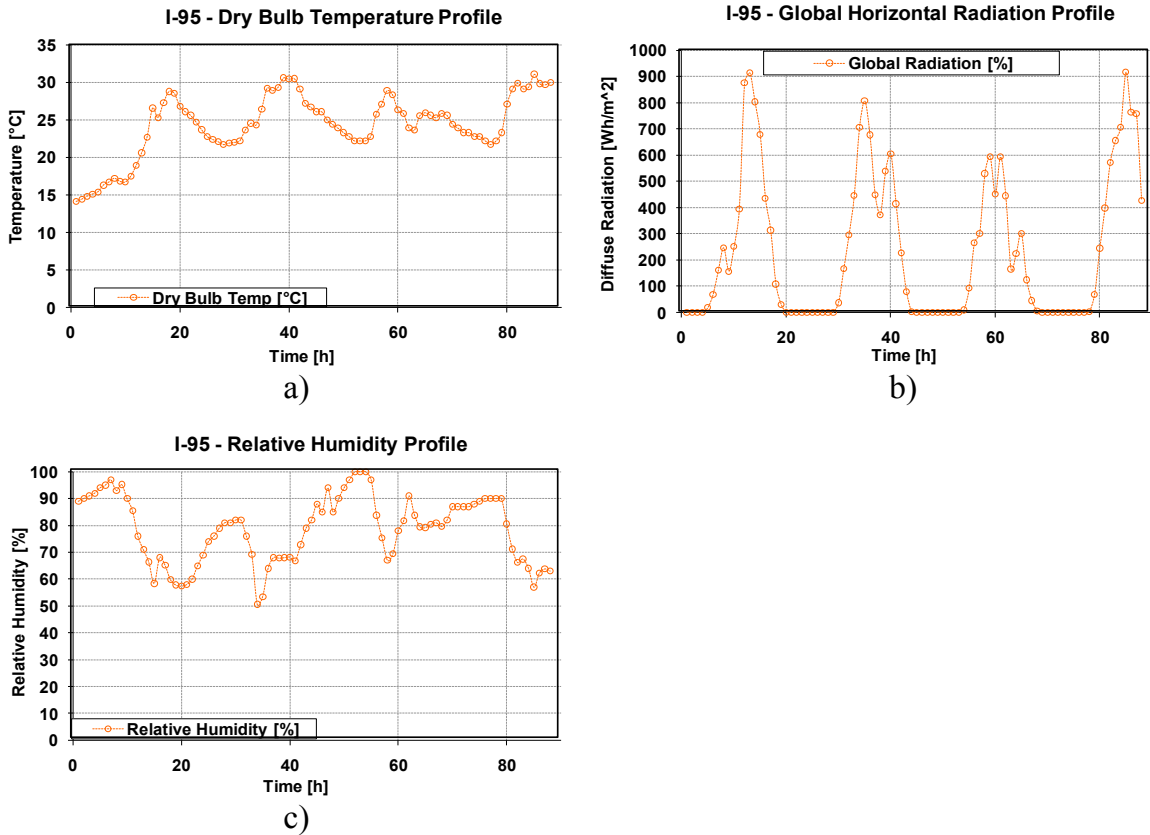 I-95 - Dry Bulb Temperature Profile
35
30
25
20
15
10
5
0
Temperature [°C]
Dry Bulb Temp [°C]
0 20 40 60 80
Time [h]
a)
I-95 - Global Horizontal Radiation Profile
1000
900
800
700
600
500
400
300
200
100
0
Diffuse Radiation [Wh/m^2]
Global Radiation [%]
0 20 40 60 80
Time [h]
b)
I-95 - Relative Humidity Profile
100
90
80
70
60
50
40
30
20
10
0
Relative Humidity [%]
Relative Humidity [%]
0 20 40 60 80
Time [h]
c)